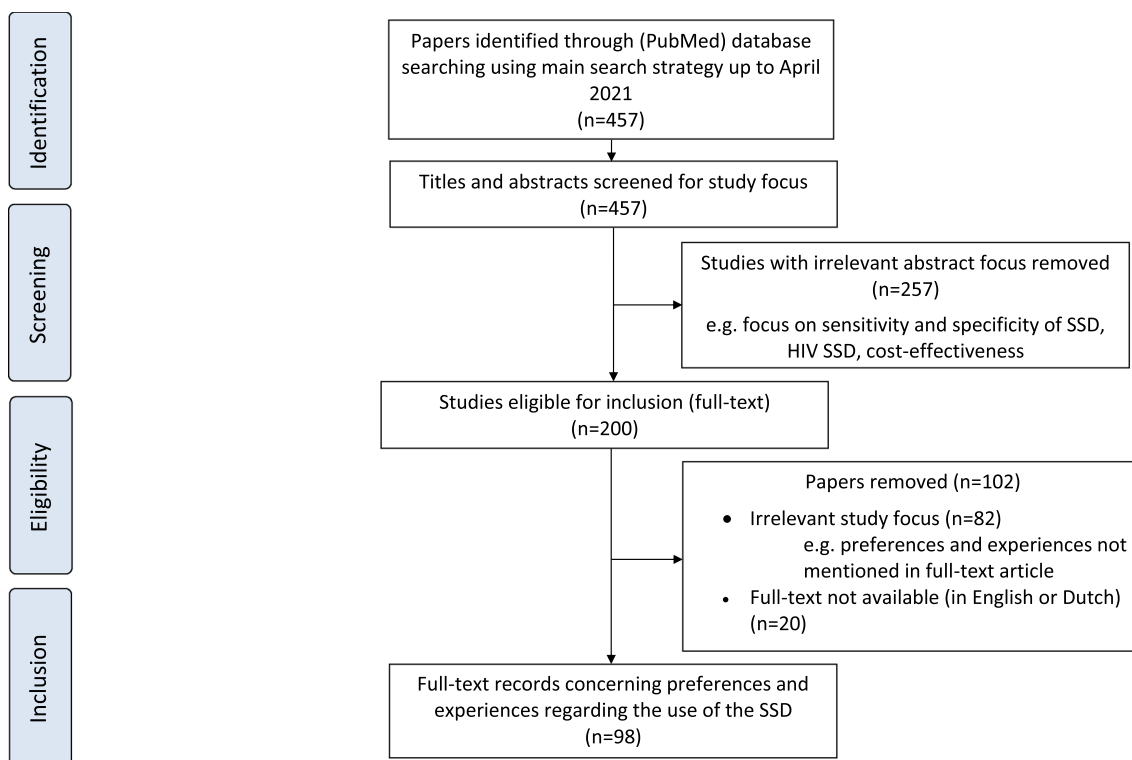 Identification
Papers identified through (PubMed) database
searching using main search strategy up to April
2021
(n=457)
Titles and abstracts screened for study focus
(n=457)
Screening
Studies with irrelevant abstract focus removed
(n=257)
e.g. focus on sensitivity and specificity of SSD,
HIV SSD, cost-effectiveness
Studies eligible for inclusion (full-text)
(n=200)
Eligibility
Papers removed (n=102)
• Irrelevant study focus (n=82)
e.g. preferences and experiences not
mentioned in full-text article
• Full-text not available (in English or Dutch)
(n=20)
Inclusion
Full-text records concerning preferences and
experiences regarding the use of the SSD
(n=98)